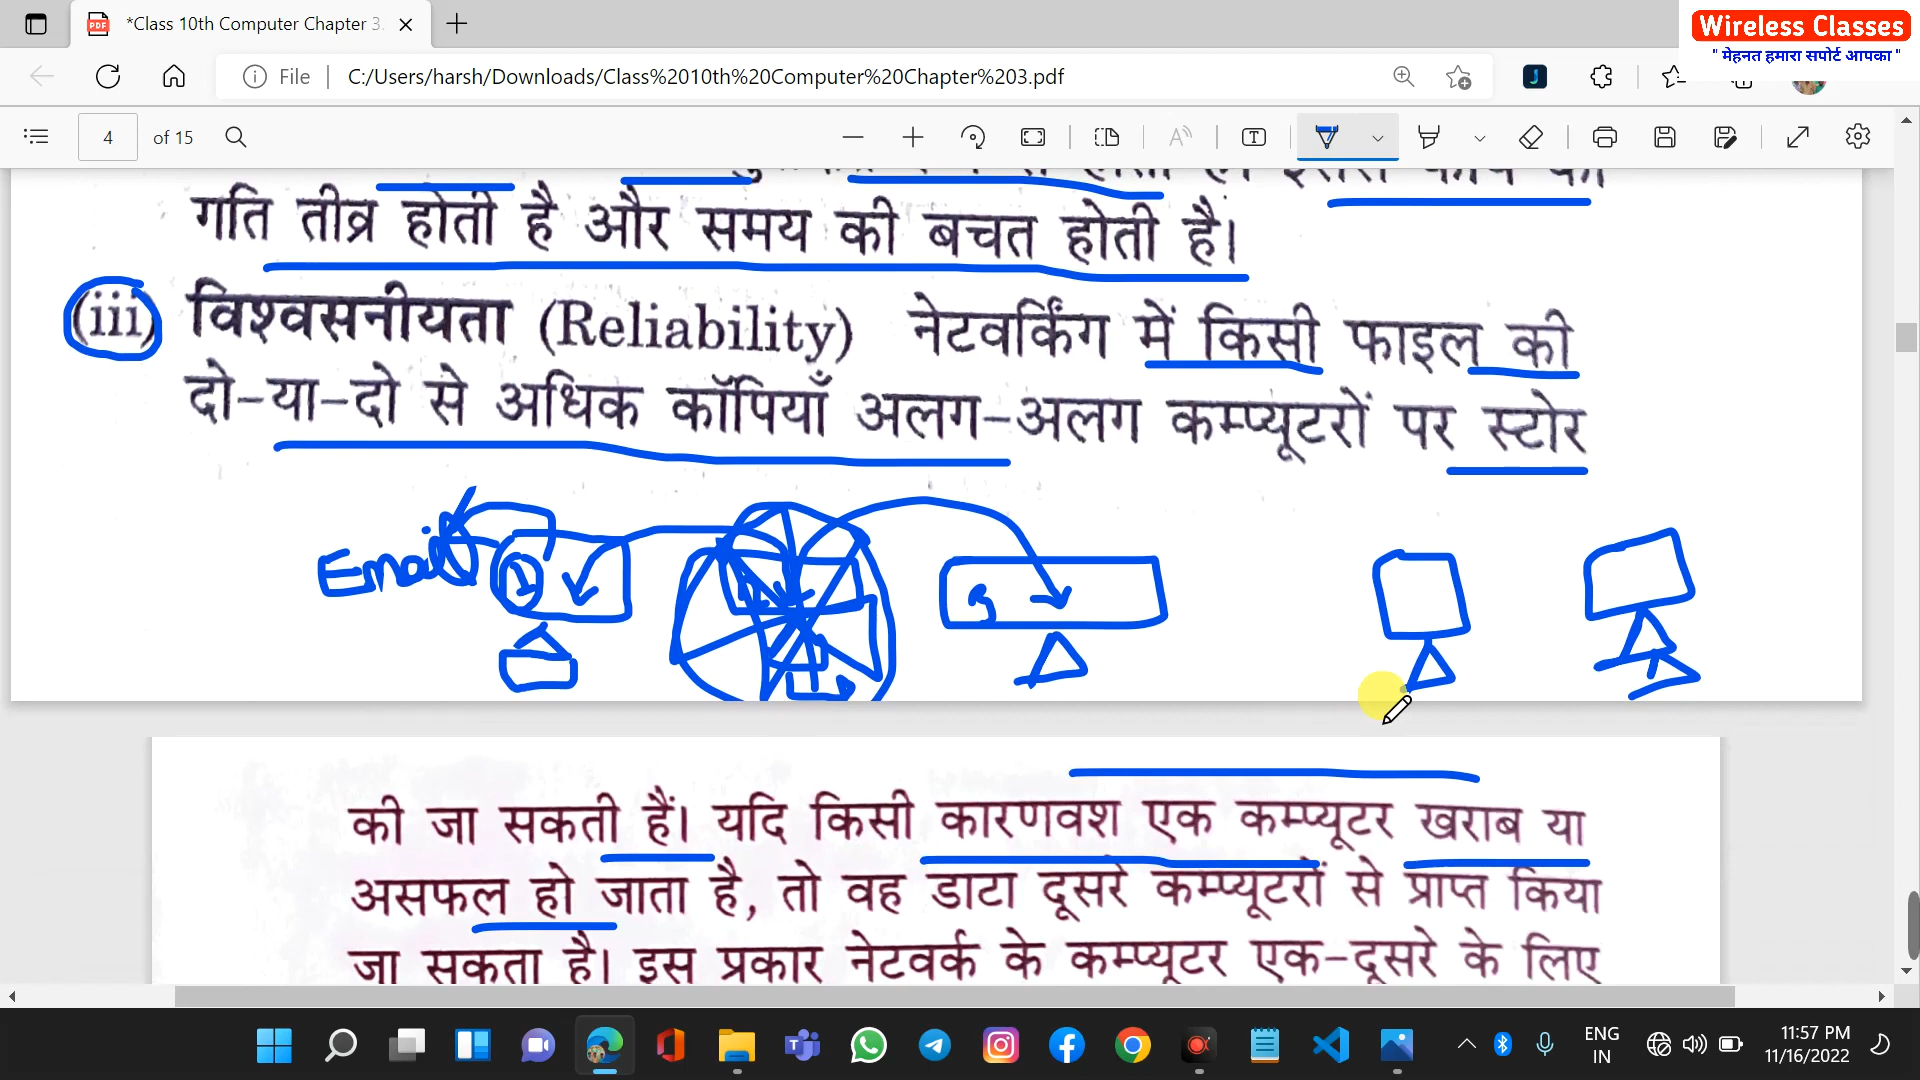 *Class 10th Computer Chapter 3.
Wireless Classes
" मेहनत हमारा सपोर्ट आपका "
File
C:/Users/harsh/Downloads/Class%2010th%20Computer%20Chapter%203.pdf
4 of 15
गति तीव्र होती है और समय की बचत होती है।
(iii) विश्वसनीयता (Reliability) नेटवर्किंग में किसी फाइल की
दो-या-दो से अधिक कॉपियाँ अलग-अलग कम्प्यूटरों पर स्टोर
Email
की जा सकती हैं। यदि किसी कारणवश एक कम्प्यूटर खराब या
असफल हो जाता है, तो वह डाटा दूसरे कम्प्यूटरों से प्राप्त किया
जा सकता है। इस प्रकार नेटवर्क के कम्प्यूटर एक-दूसरे के लिए
ENG
IN
11:57 PM
11/16/2022